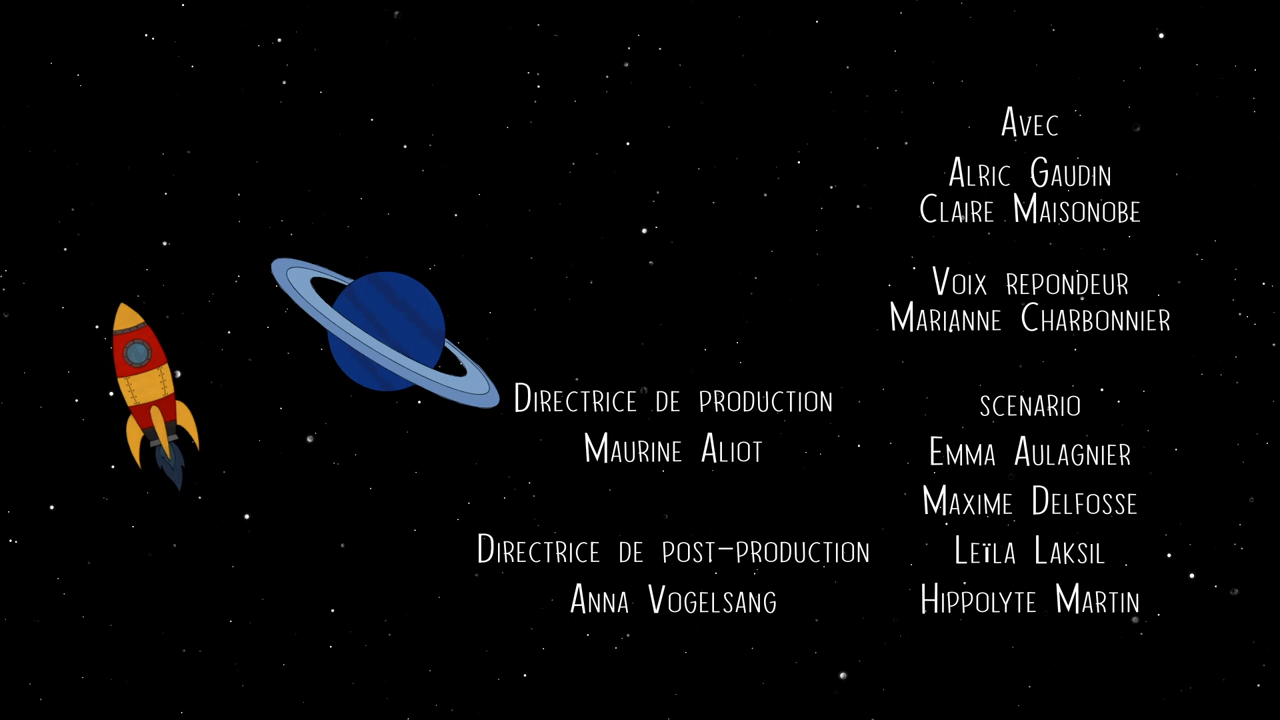 Avec
Alric Gaudin
Claire Maisonobe
Voix repondeur
Marianne Charbonnier
Directrice de production
Maurine Aliot
Directrice de post-production
Anna Vogelsang
scenario
Emma Aulagnier
Maxime Delfosse
Leïla Laksil
Hippolyte Martin